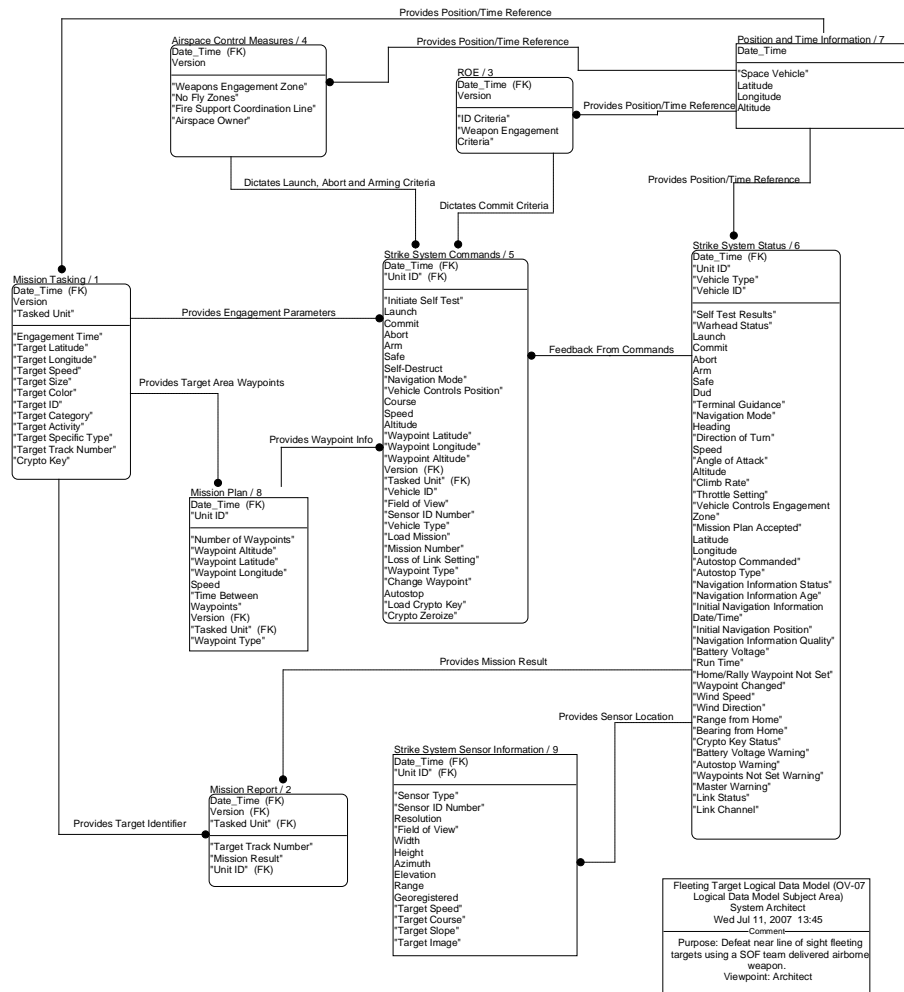 Provides Position/Time Reference
Airspace Control Measures / 4
Date_Time (FK)
Version
"Weapons Engagement Zone"
"No Fly Zones"
"Fire Support Coordination Line"
"Airspace Owner"
Provides Position/Time Reference
Position and Time Information / 7
Date_Time
"Space Vehicle"
Latitude
Longitude
Altitude
ROE / 3
Date_Time (FK)
Version
"ID Criteria"
"Weapon Engagement
Criteria"
Provides Position/Time Reference
Provides Position/Time Reference
Dictates Launch, Abort and Arming Criteria
Dictates Commit Criteria
Mission Tasking / 1
Date_Time (FK)
Version
"Tasked Unit"
"Engagement Time"
"Target Latitude"
"Target Longitude"
"Target Speed"
"Target Size"
"Target Color"
"Target ID"
"Target Category"
"Target Activity"
"Target Specific Type"
"Target Track Number"
"Crypto Key"
Provides Engagement Parameters
Provides Target Area Waypoints
Provides Waypoint Info
Strike System Commands / 5
Date_Time (FK)
"Unit ID" (FK)
"Initiate Self Test"
Launch
Commit
Abort
Arm
Safe
Self-Destruct
"Navigation Mode"
"Vehicle Controls Position"
Course
Speed
Altitude
"Waypoint Latitude"
"Waypoint Longitude"
"Waypoint Altitude"
Version (FK)
"Tasked Unit" (FK)
"Vehicle ID"
"Field of View"
"Sensor ID Number"
"Vehicle Type"
"Load Mission"
"Mission Number"
"Loss of Link Setting"
"Waypoint Type"
"Change Waypoint"
Autostop
"Load Crypto Key"
"Crypto Zeroize"
Feedback From Commands
Strike System Status / 6
Date_Time (FK)
"Unit ID"
"Vehicle Type"
"Vehicle ID"
"Self Test Results"
"Warhead Status"
Launch
Commit
Abort
Arm
Safe
Dud
"Terminal Guidance"
"Navigation Mode"
Heading
"Direction of Turn"
Speed
"Angle of Attack"
Altitude
"Climb Rate"
"Throttle Setting"
"Vehicle Controls Engagement
Zone"
"Mission Plan Accepted"
Latitude
Longitude
"Autostop Commanded"
"Autostop Type"
"Navigation Information Status"
"Navigation Information Age"
"Initial Navigation Information
Date/Time"
"Initial Navigation Position"
"Navigation Information Quality"
"Battery Voltage"
"Run Time"
"Home/Rally Waypoint Not Set"
"Waypoint Changed"
"Wind Speed"
"Wind Direction"
"Range from Home"
"Bearing from Home"
"Crypto Key Status"
"Battery Voltage Warning"
"Autostop Warning"
"Waypoints Not Set Warning"
"Master Warning"
"Link Status"
"Link Channel"
Mission Plan / 8
Date_Time (FK)
"Unit ID"
"Number of Waypoints"
"Waypoint Altitude"
"Waypoint Latitude"
"Waypoint Longitude"
Speed
"Time Between
Waypoints"
Version (FK)
"Tasked Unit" (FK)
"Waypoint Type"
Provides Mission Result
Provides Sensor Location
Mission Report / 2
Date_Time (FK)
Version (FK)
"Tasked Unit" (FK)
"Target Track Number"
"Mission Result"
"Unit ID" (FK)
Provides Target Identifier
Strike System Sensor Information / 9
Date_Time (FK)
"Unit ID" (FK)
"Sensor Type"
"Sensor ID Number"
Resolution
"Field of View"
Width
Height
Azimuth
Elevation
Range
Georegistered
"Target Speed"
"Target Course"
"Target Slope"
"Target Image"
Fleeting Target Logical Data Model (OV-07
Logical Data Model Subject Area)
System Architect
Wed Jul 11, 2007 13:45
Comment
Purpose: Defeat near line of sight fleeting
targets using a SOF team delivered airborne
weapon.
Viewpoint: Architect